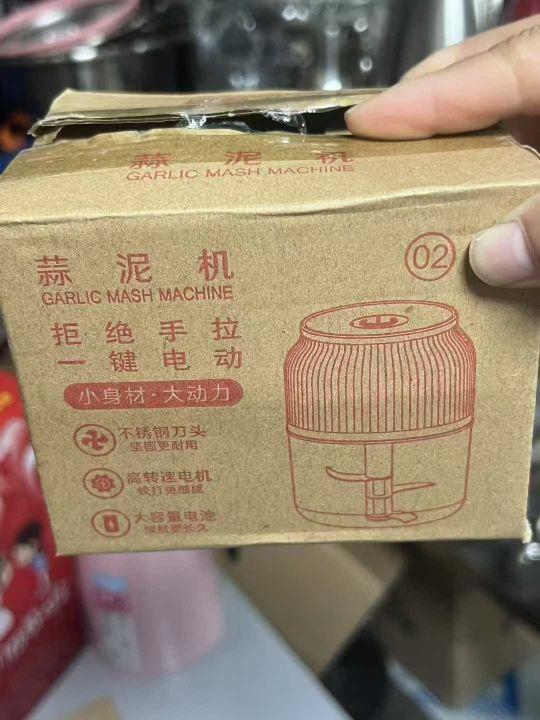 蒜泥机
GARLIC MASH MACHINE
02
蒜泥机
GARLIC MASH MACHINE
拒绝手拉
一键电动
小身材·大动力
不锈钢刀头
坚固更耐用
高转速电机
绞打更细腻
大容量电池
续航更长久